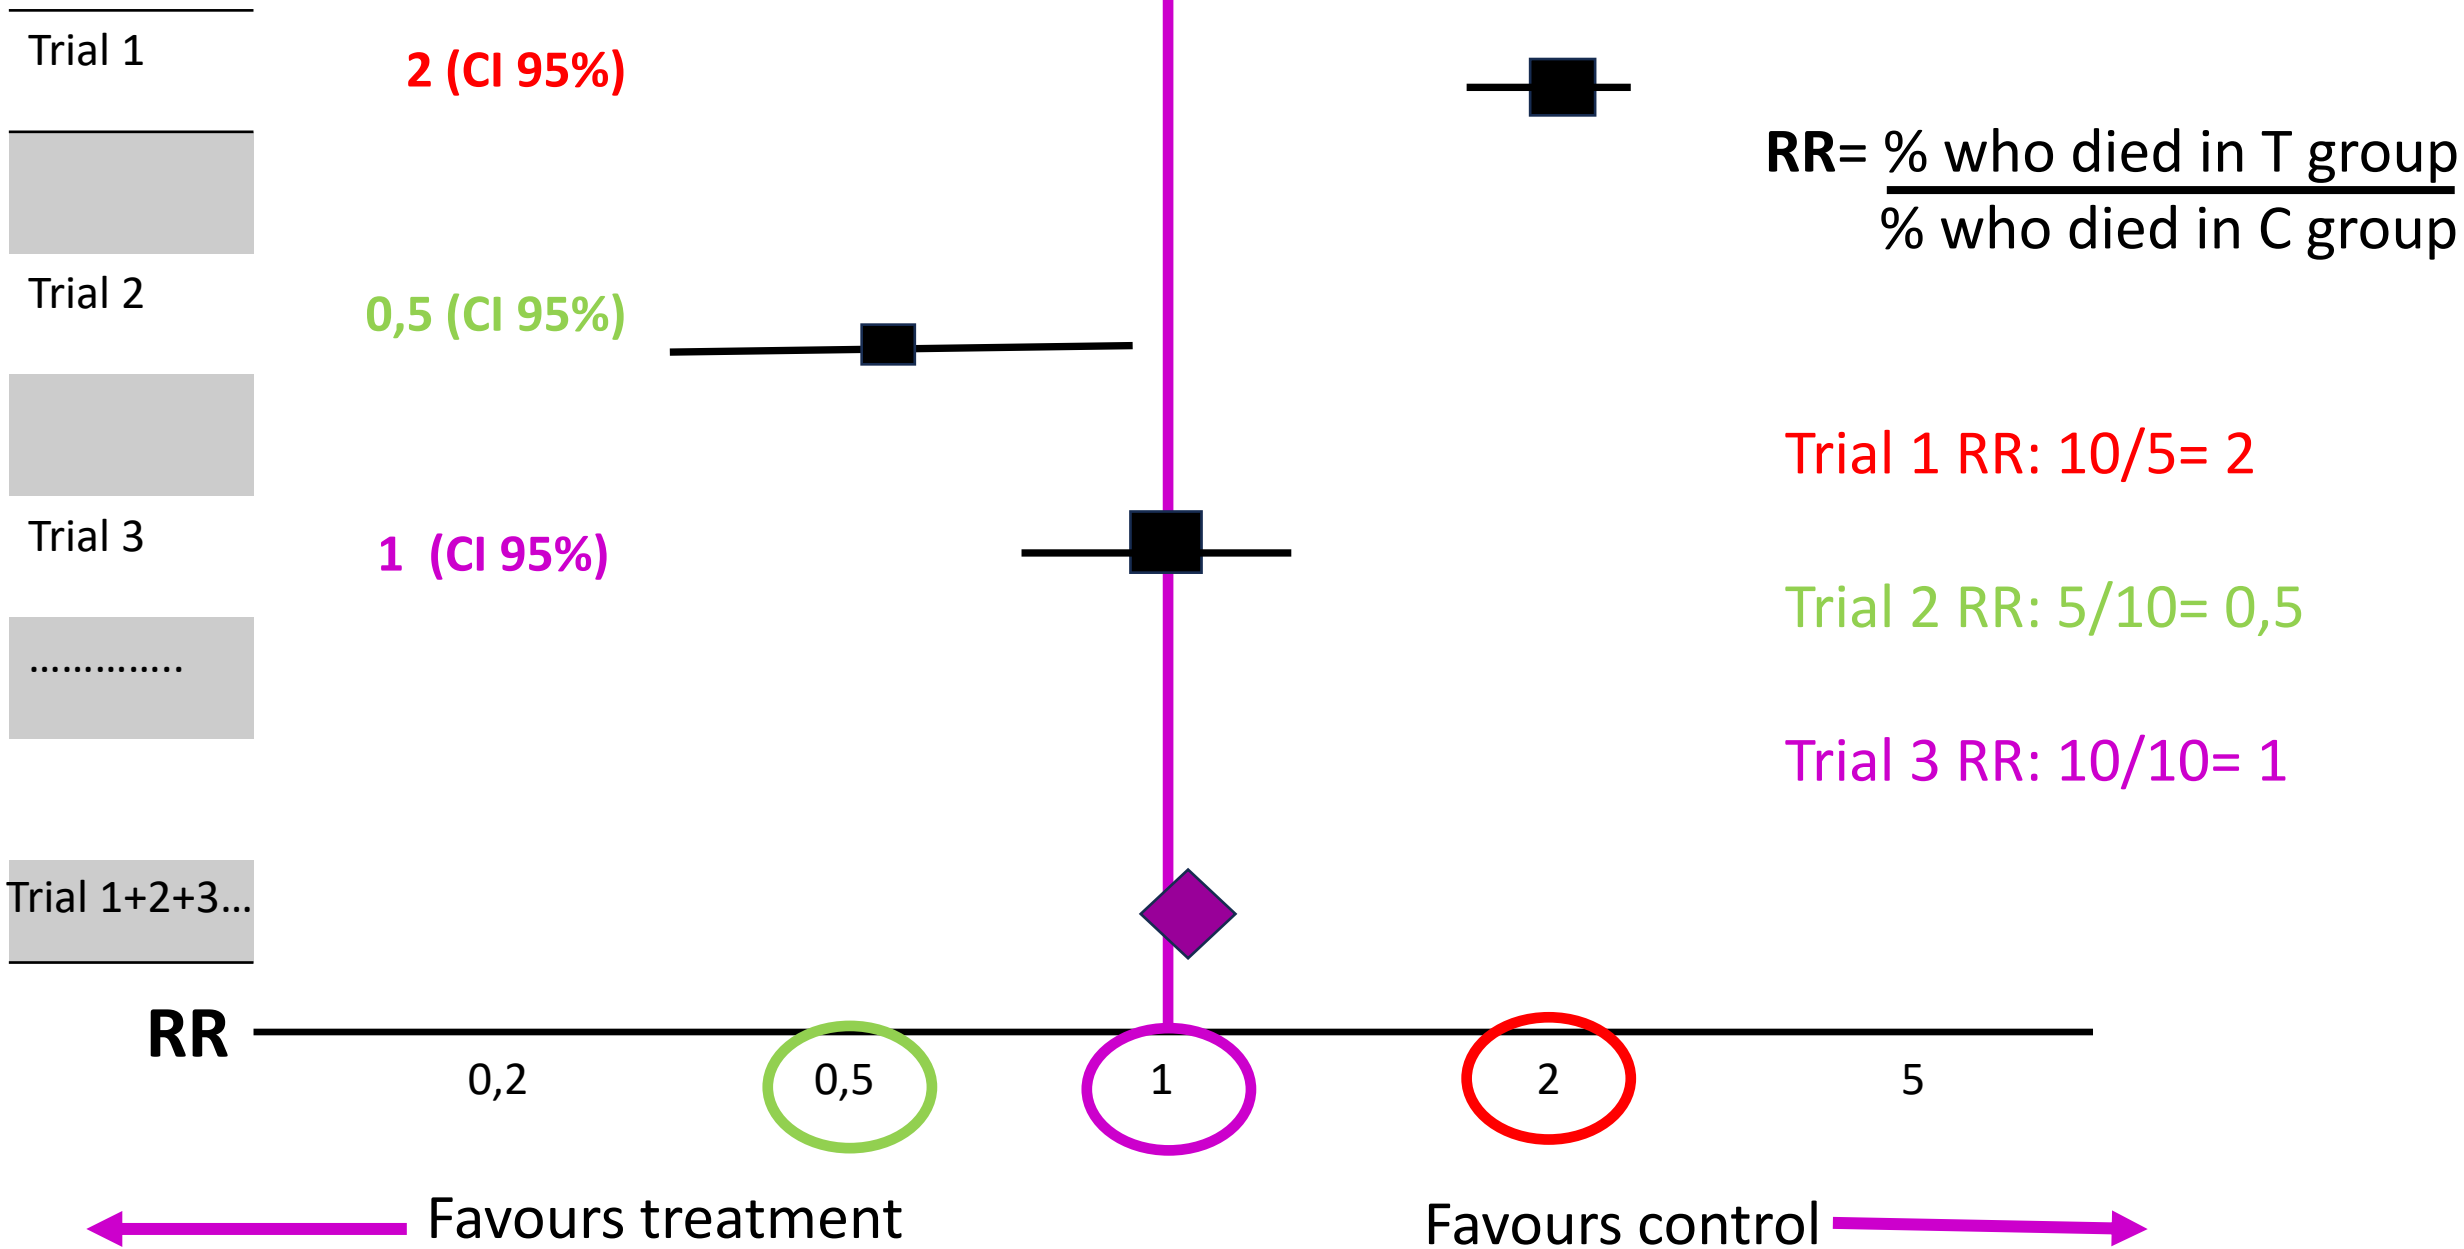 Trial 1
2 (CI 95%)
RR= % who died in T group
% who died in C group
Trial 2
0,5 (CI 95%)
Trial 1 RR: 10/5= 2
Trial 3
1 (CI 95%)
Trial 2 RR: 5/10= 0,5
…………..
Trial 3 RR: 10/10= 1
Trial 1+2+3…
RR
0,2 0,5 1 2 5
Favours treatment
Favours control